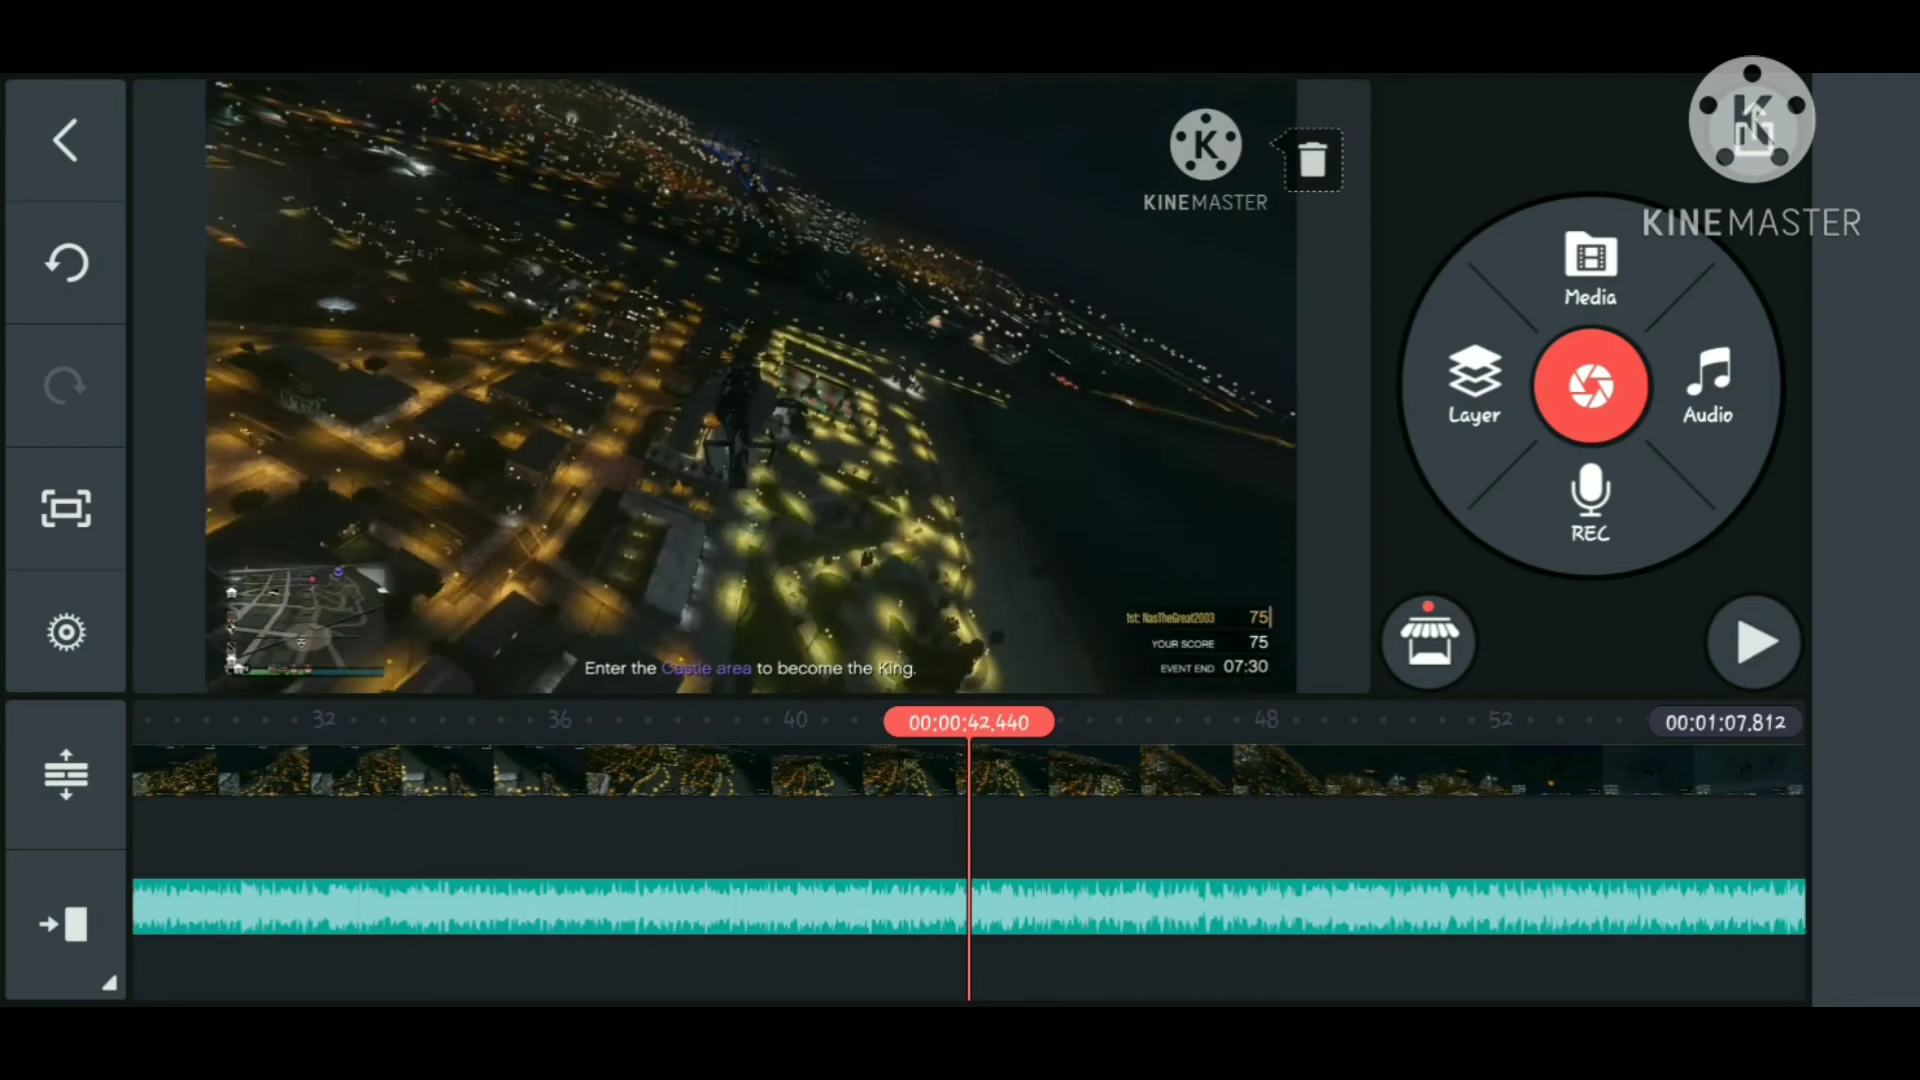 KINEMASTER
KINEMASTER
Media
Layer
Audio
REC
1st: NasTheGreat2003 75
YOUR SCORE 75
EVENT END 07:30
Enter the Castle area to become the King.
32 36 40 00:00:42.440 48 52 00:01:07.812